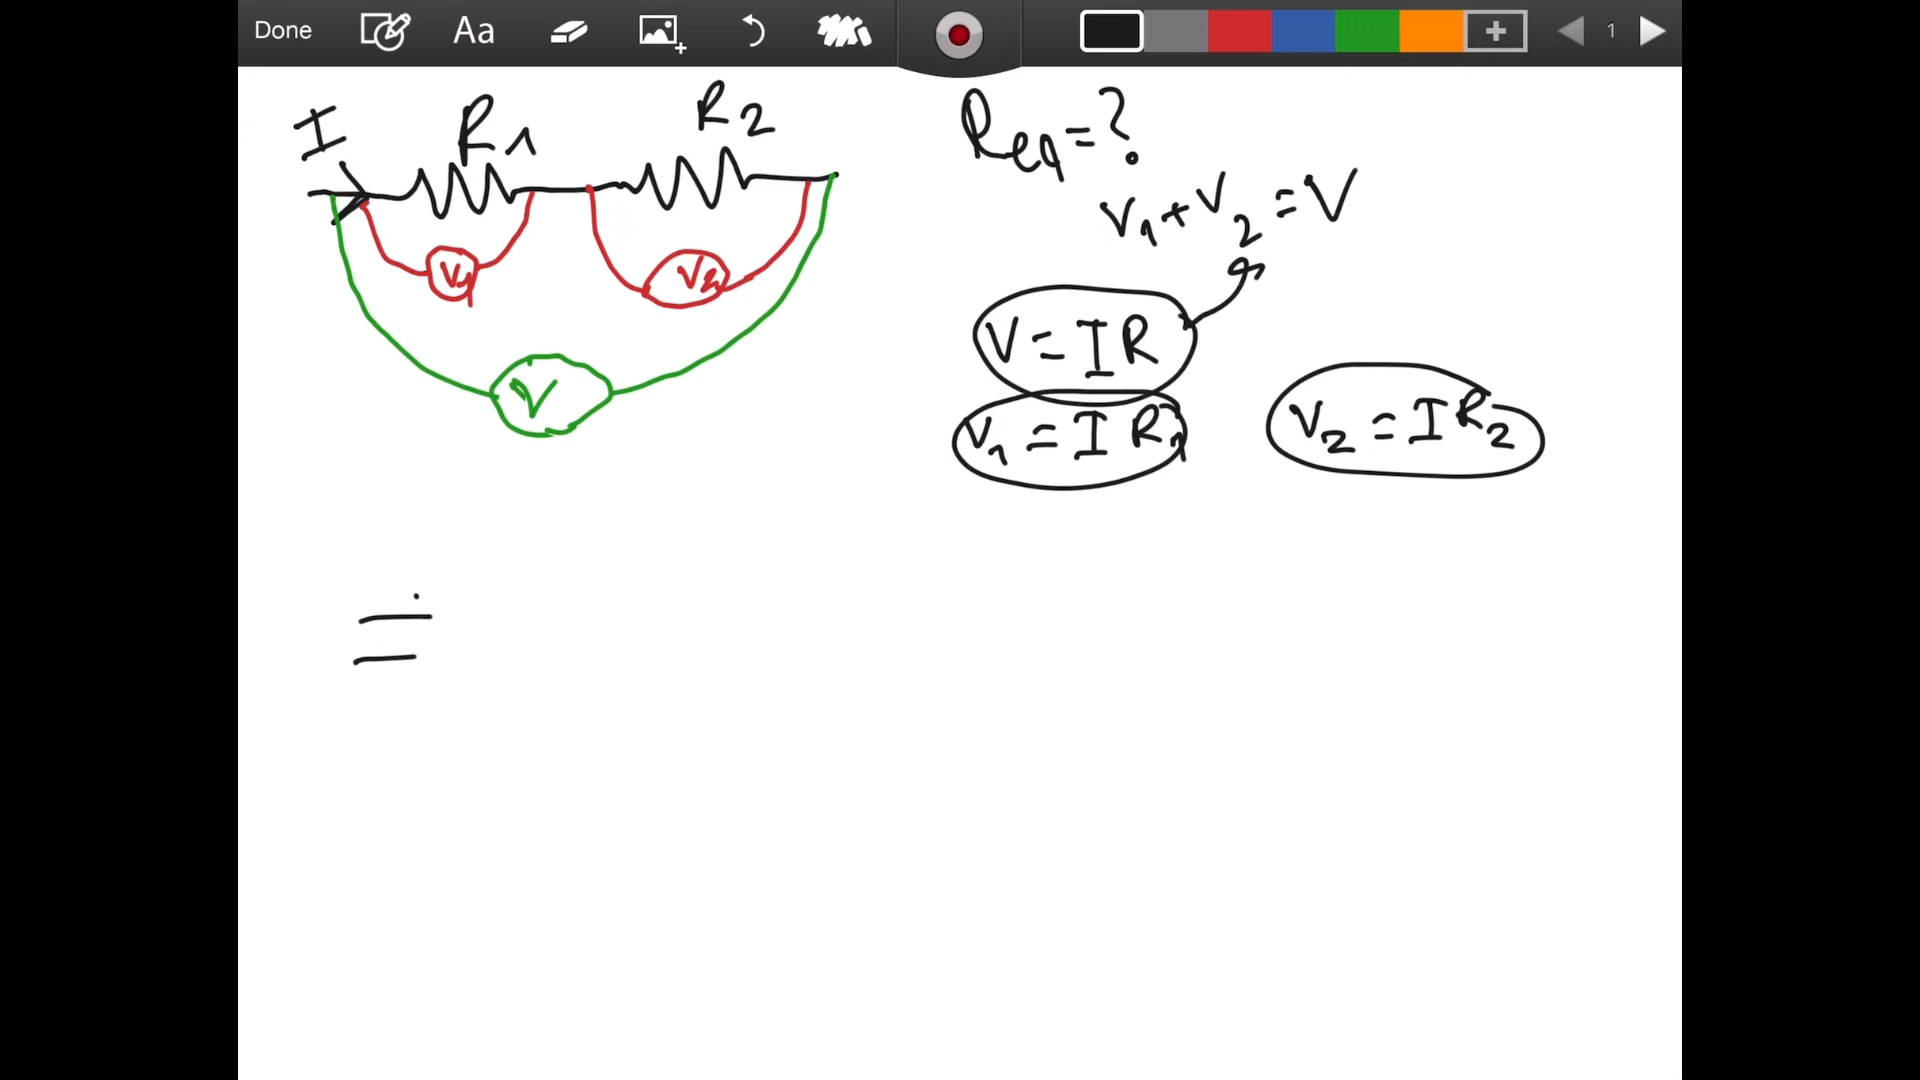 Done Aa 1
I R1 R2
Req=?
V1+V2=V
V1 V2
V=IR
V
V1=IR1 V2=IR2
=